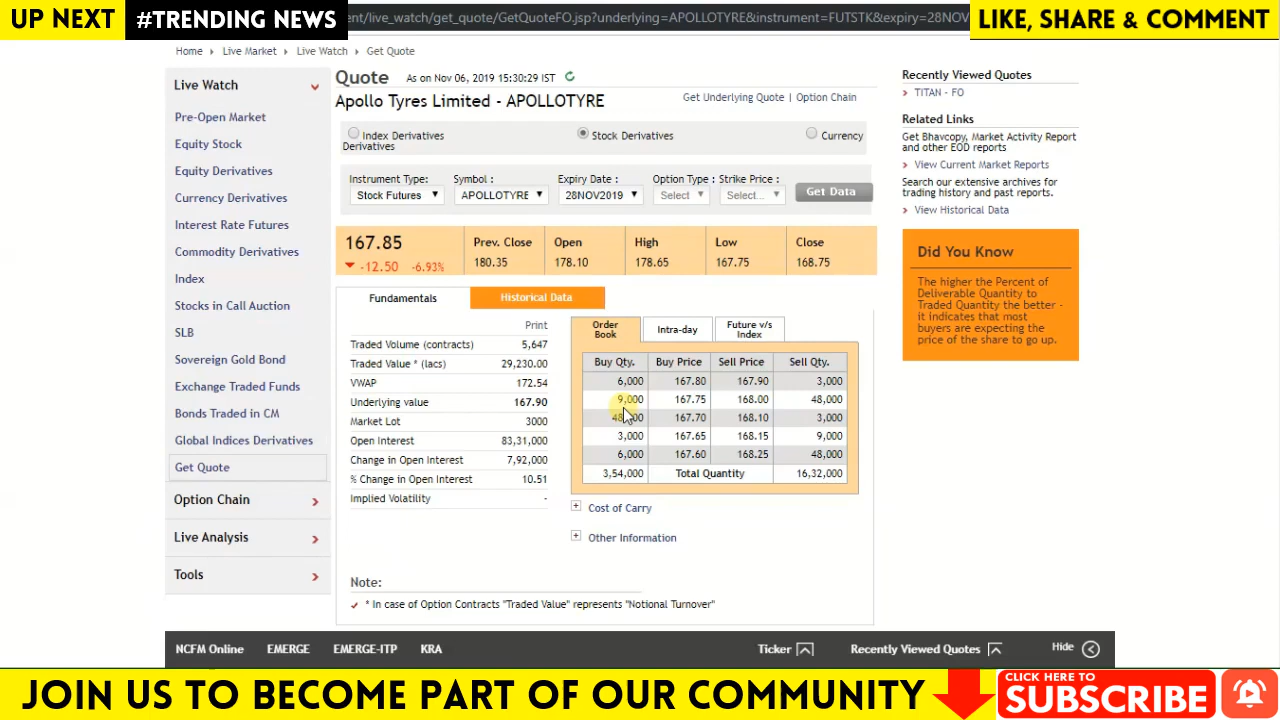 UP NEXT #TRENDING NEWS
ent/live_watch/get_quote/GetQuoteFO.jsp?underlying=APOLLOTYRE&instrument=FUTSTK&expiry=28NOV
LIKE, SHARE & COMMENT
Home Live Market Live Watch Get Quote
Live Watch
Pre-Open Market
Equity Stock
Equity Derivatives
Currency Derivatives
Interest Rate Futures
Commodity Derivatives
Index
Stocks in Call Auction
SLB
Sovereign Gold Bond
Exchange Traded Funds
Bonds Traded in CM
Global Indices Derivatives
Get Quote
Option Chain
Live Analysis
Tools
Quote As on Nov 06, 2019 15:30:29 IST
Apollo Tyres Limited - APOLLOTYRE
Get Underlying Quote | Option Chain
Index Derivatives Stock Derivatives Currency
Derivatives
Instrument Type: Symbol : Expiry Date : Option Type : Strike Price :
Stock Futures APOLLOTYRE 28NOV2019 Select Select... Get Data
167.85 Prev. Close Open High Low Close
-12.50 -6.93% 180.35 178.10 178.65 167.75 168.75
Fundamentals Historical Data
Print
Traded Volume (contracts) 5,647
Traded Value * (lacs) 29,230.00
VWAP 172.54
Underlying value 167.90
Market Lot 3000
Open Interest 83,31,000
Change in Open Interest 7,92,000
% Change in Open Interest 10.51
Implied Volatility -
Order Book Intra-day Future v/s Index
Buy Qty. Buy Price Sell Price Sell Qty.
6,000 167.80 167.90 3,000
9,000 167.75 168.00 48,000
48,000 167.70 168.10 3,000
3,000 167.65 168.15 9,000
6,000 167.60 168.25 48,000
3,54,000 Total Quantity 16,32,000
Cost of Carry
Other Information
Note:
* In case of Option Contracts "Traded Value" represents "Notional Turnover"
Recently Viewed Quotes
TITAN - FO
Related Links
Get Bhavcopy, Market Activity Report
and other EOD reports
View Current Market Reports
Search our extensive archives for
trading history and past reports.
View Historical Data
Did You Know
The higher the Percent of
Deliverable Quantity to
Traded Quantity the better -
it indicates that most
buyers are expecting the
price of the share to go up.
NCFM Online EMERGE EMERGE-ITP KRA Ticker Recently Viewed Quotes Hide
JOIN US TO BECOME PART OF OUR COMMUNITY
CLICK HERE TO
SUBSCRIBE